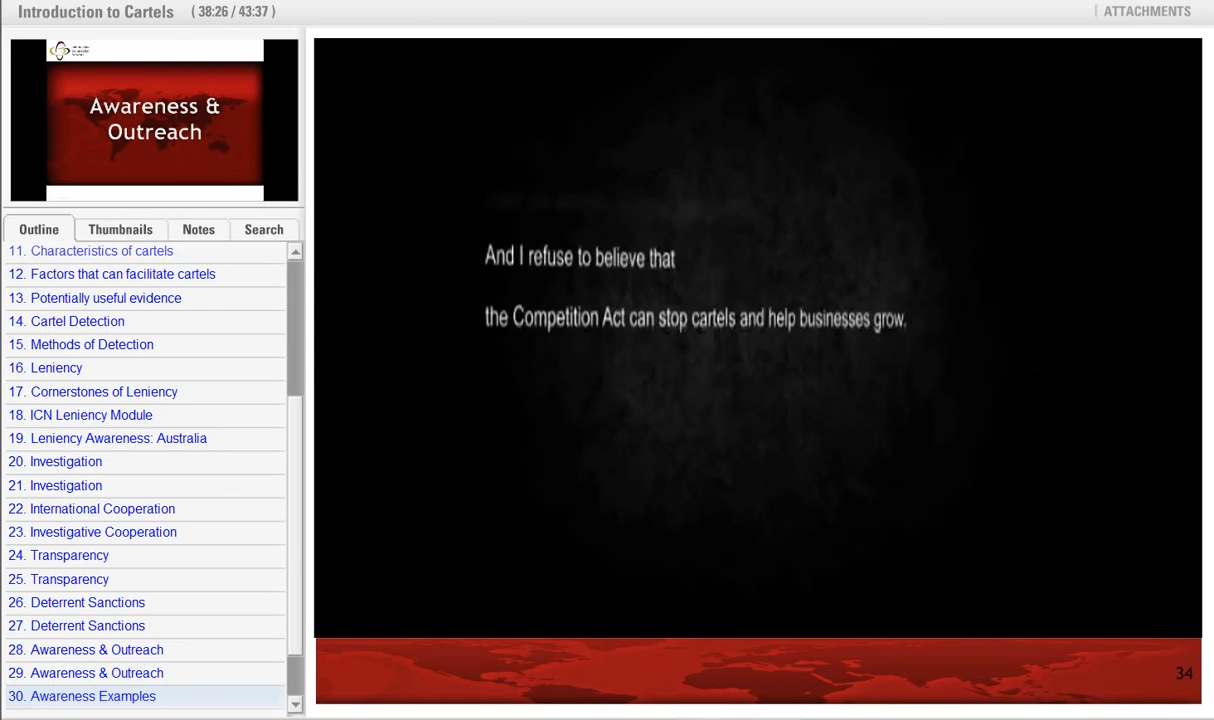 Introduction to Cartels ( 38:26 / 43:37 )
ATTACHMENTS
Awareness &
Outreach
Outline Thumbnails Notes Search
11. Characteristics of cartels
12. Factors that can facilitate cartels
13. Potentially useful evidence
14. Cartel Detection
15. Methods of Detection
16. Leniency
17. Cornerstones of Leniency
18. ICN Leniency Module
19. Leniency Awareness: Australia
20. Investigation
21. Investigation
22. International Cooperation
23. Investigative Cooperation
24. Transparency
25. Transparency
26. Deterrent Sanctions
27. Deterrent Sanctions
28. Awareness & Outreach
29. Awareness & Outreach
30. Awareness Examples
And I refuse to believe that
the Competition Act can stop cartels and help businesses grow.
34